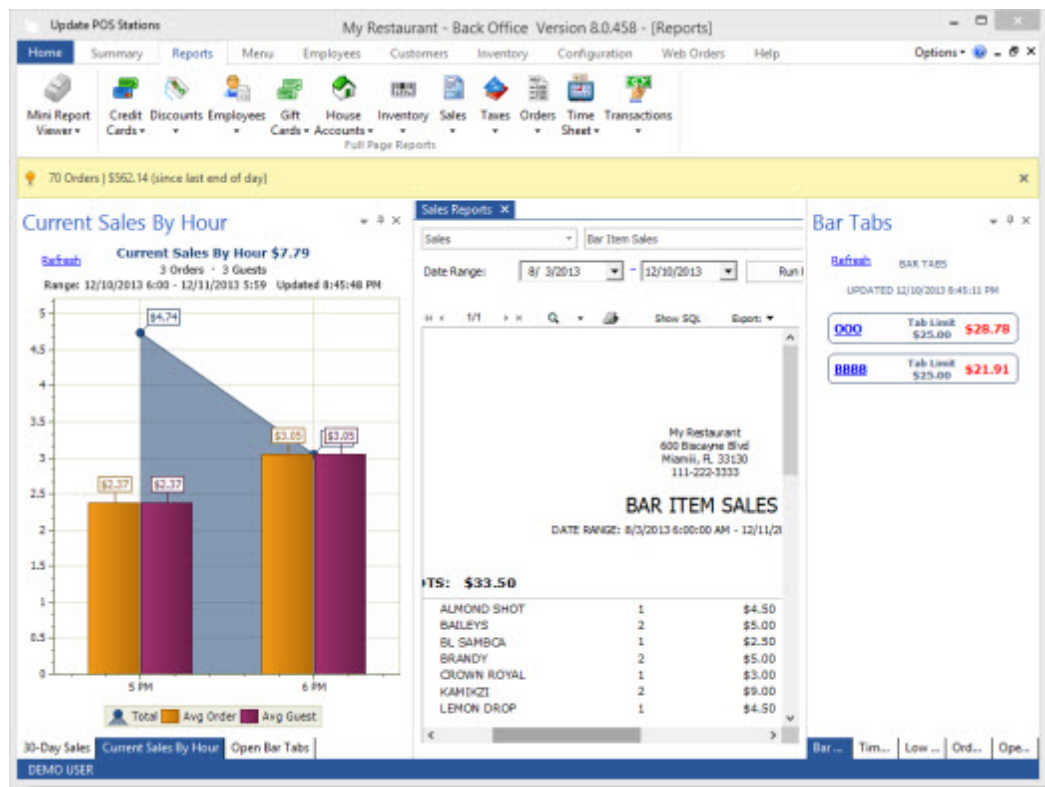 Update POS Stations
My Restaurant - Back Office Version 8.0.458 - [Reports]
Home Summary Reports Menu Employees Customers Inventory Configuration Web Orders Help Options
Mini Report Viewer
Credit Cards
Discounts
Employees
Gift Cards
House Accounts
Inventory
Sales
Taxes
Orders
Time Sheet
Transactions
Full Page Reports
70 Orders | $562.14 (since last end of day)
Current Sales By Hour
Refresh
Current Sales By Hour $7.79
3 Orders · 3 Guests
Range: 12/10/2013 6:00 - 12/11/2013 5:59 Updated 8:45:48 PM
5
4.5
4
3.5
3
2.5
2
1.5
1
0.5
0
$4.74
$3.05
$3.05
$2.37
$2.37
5 PM
6 PM
Total Avg Order Avg Guest
30-Day Sales Current Sales By Hour Open Bar Tabs
Sales Reports
Sales
Bar Item Sales
Date Range: 8/ 3/2013 - 12/10/2013 Run
1/1 Show SQL Export:
My Restaurant
600 Biscayne Blvd
Miamiii, FL 33130
111-222-3333
BAR ITEM SALES
DATE RANGE: 8/3/2013 6:00:00 AM - 12/11/2
OTS: $33.50
ALMOND SHOT 1 $4.50
BAILEYS 2 $5.00
BL SAMBCA 1 $2.50
BRANDY 2 $5.00
CROWN ROYAL 1 $3.00
KAMIKZI 2 $9.00
LEMON DROP 1 $4.50
Bar Tabs
Refresh
BAR TABS
UPDATED 12/10/2013 8:45:11 PM
OOO Tab Limit $25.00 $28.78
BBBB Tab Limit $25.00 $21.91
Bar ... Tim... Low ... Ord... Ope...
DEMO USER